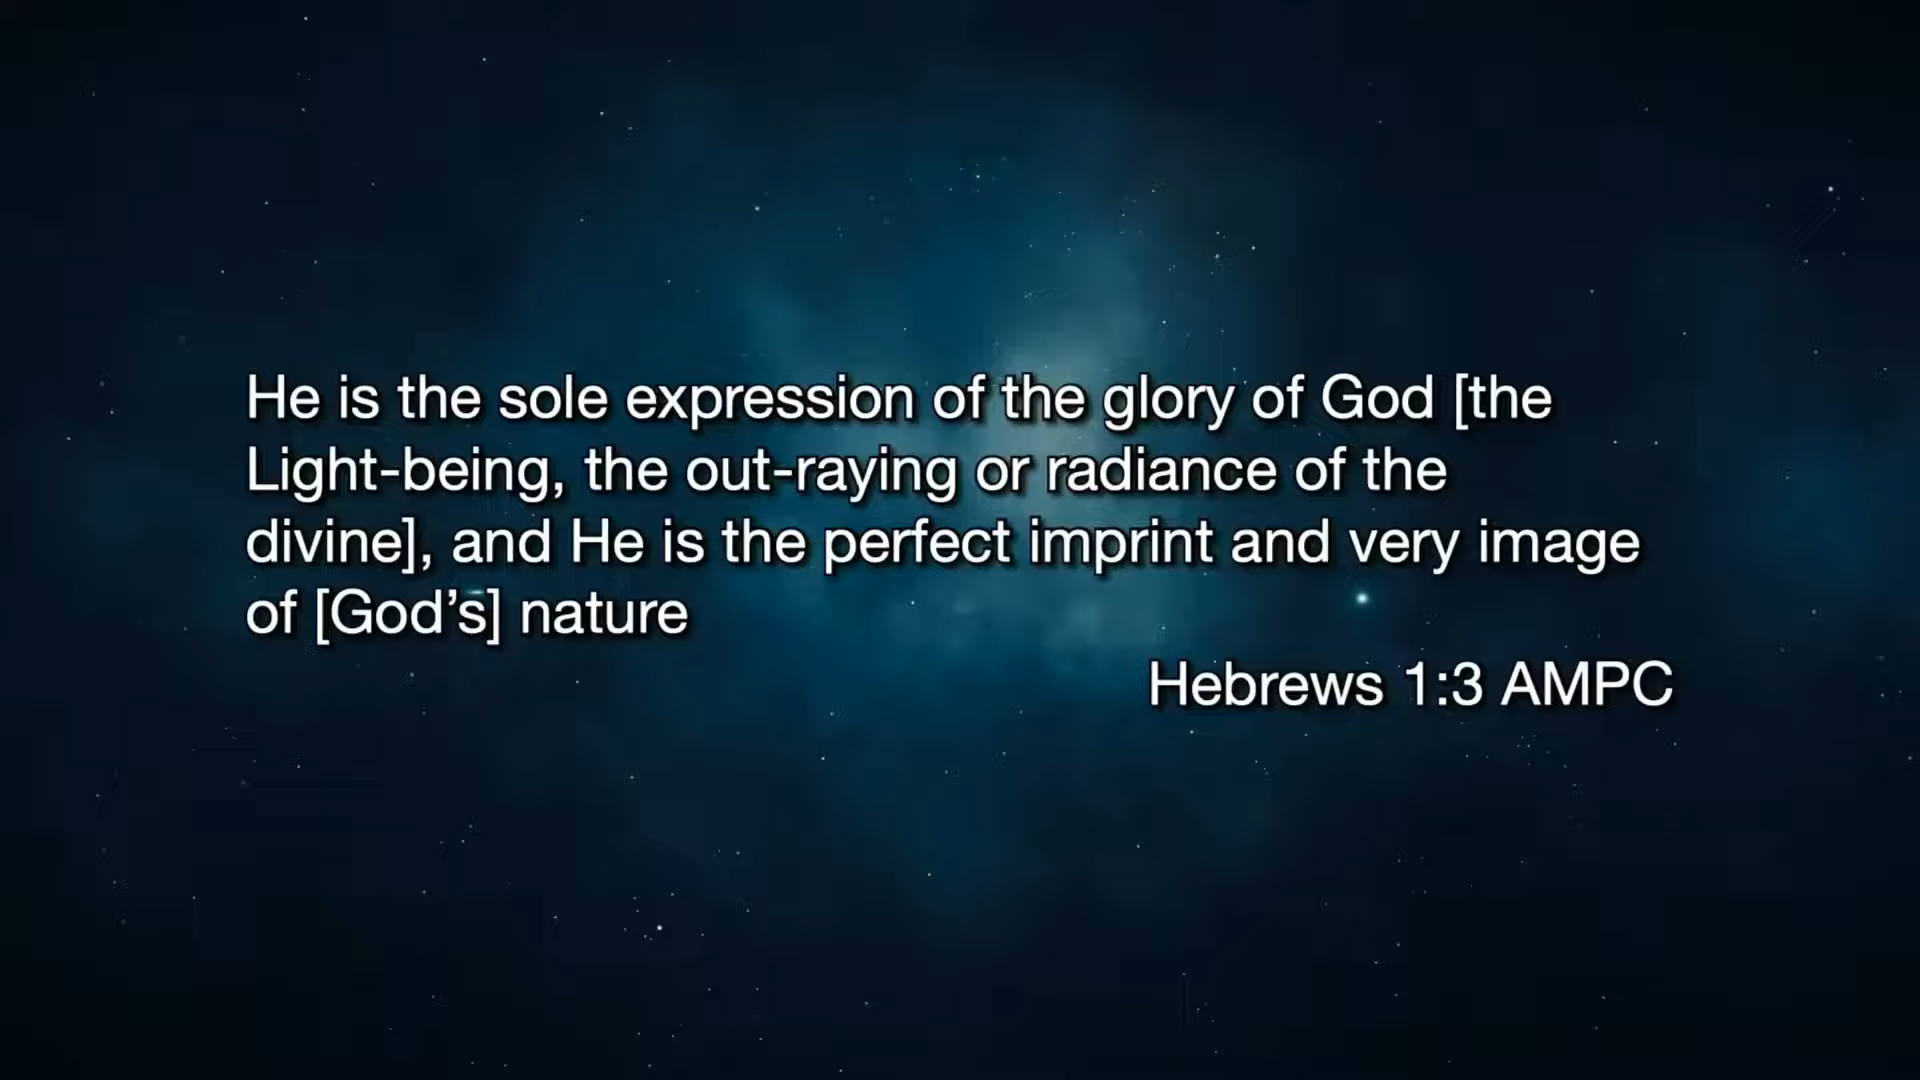 He is the sole expression of the glory of God [the
Light-being, the out-raying or radiance of the
divine], and He is the perfect imprint and very image
of [God’s] nature
Hebrews 1:3 AMPC